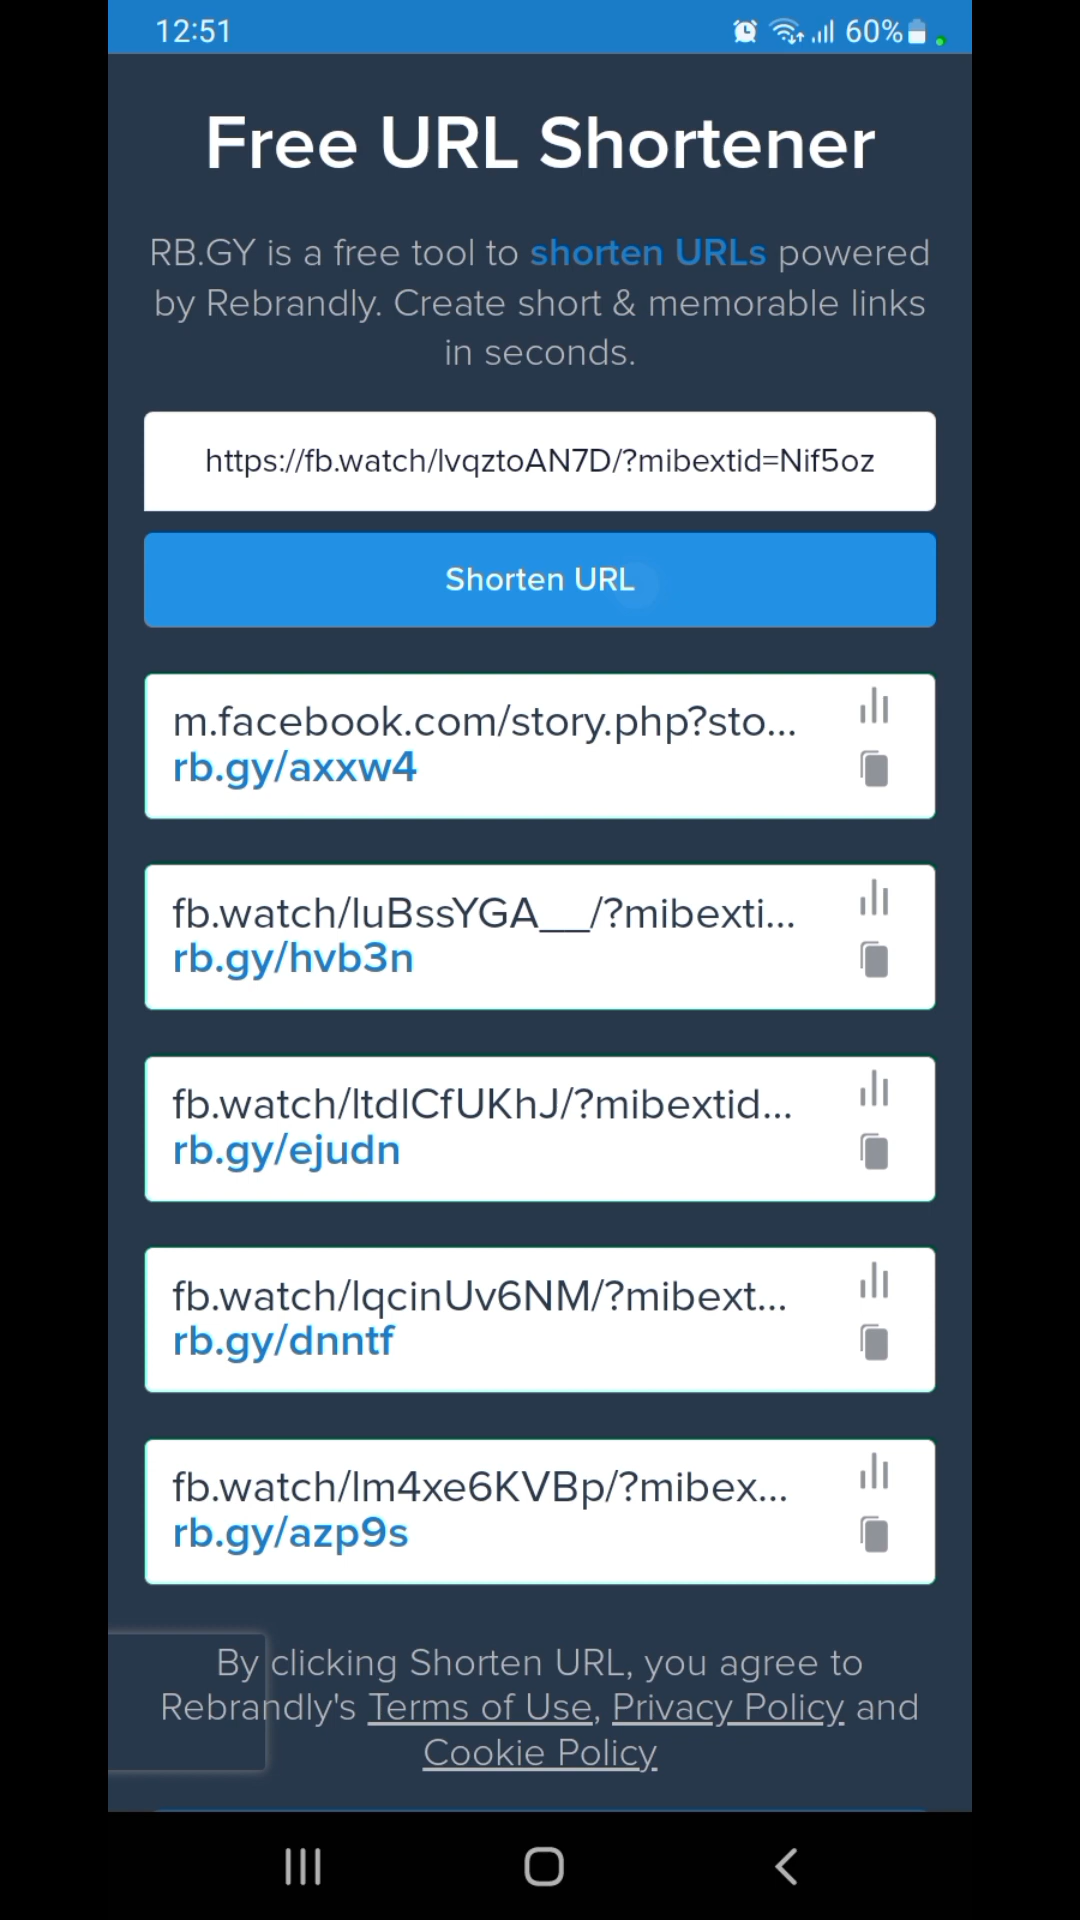 12:51
60%
Free URL Shortener
RB.GY is a free tool to shorten URLs powered
by Rebrandly. Create short & memorable links
in seconds.
https://fb.watch/lvqztoAN7D/?mibextid=Nif5oz
Shorten URL
m.facebook.com/story.php?sto...
rb.gy/axxw4
fb.watch/luBssYGA__/?mibexti...
rb.gy/hvb3n
fb.watch/ltdlCfUKhJ/?mibextid...
rb.gy/ejudn
fb.watch/lqcinUv6NM/?mibext...
rb.gy/dnntf
fb.watch/lm4xe6KVBp/?mibex...
rb.gy/azp9s
By clicking Shorten URL, you agree to
Rebrandly's Terms of Use, Privacy Policy and
Cookie Policy.